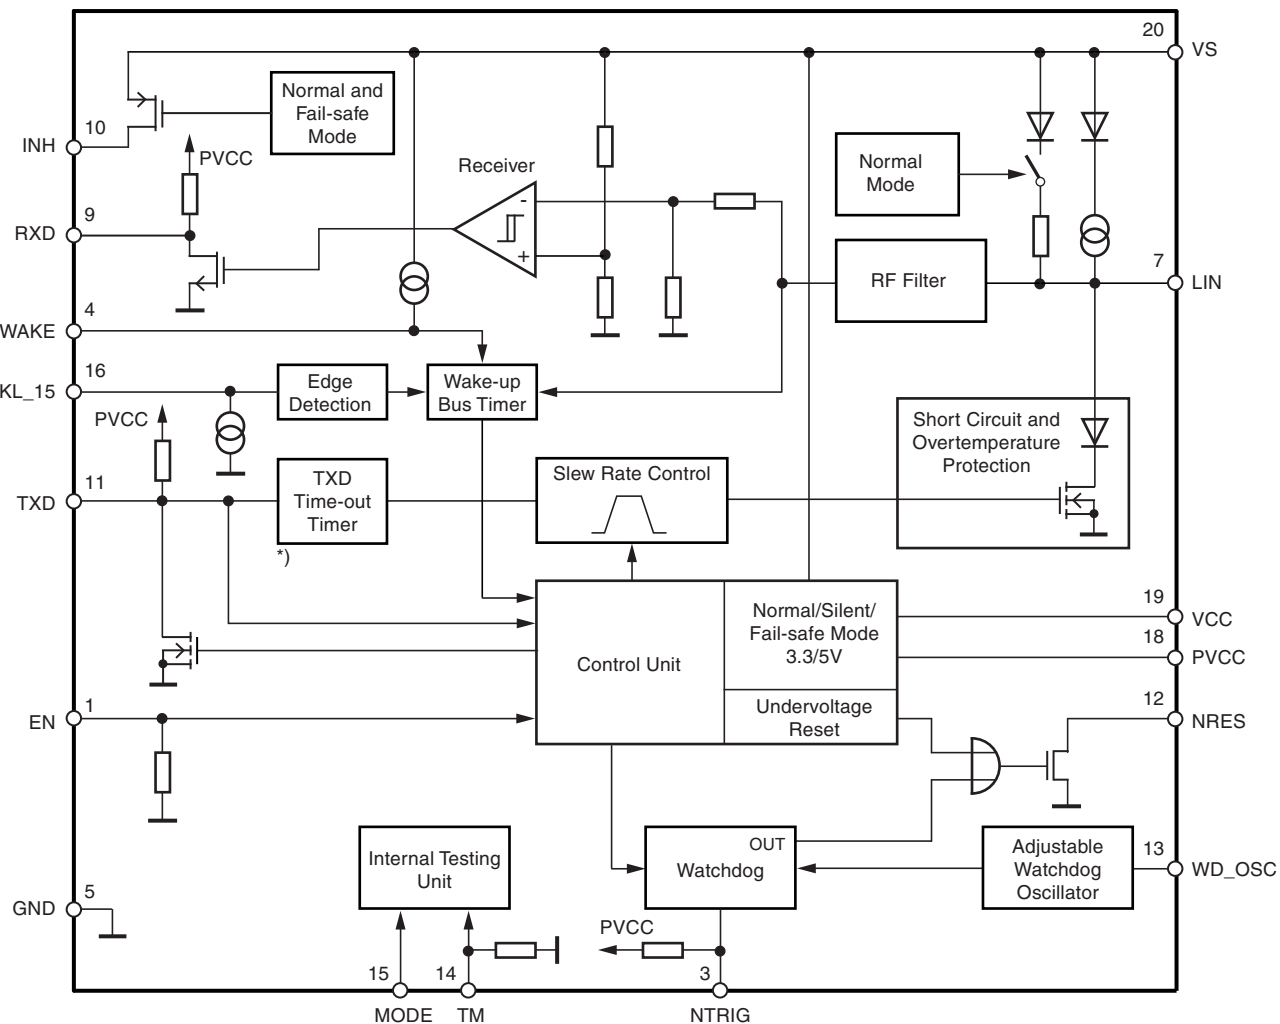 20
VS
Normal and
Fail-safe
Mode
10
INH
PVCC
Receiver
Normal
Mode
-
9
RXD
+
RF Filter
7
LIN
4
WAKE
16
KL_15
Edge
Detection
Wake-up
Bus Timer
PVCC
Short Circuit and
Overtemperature
Protection
11
TXD
TXD
Time-out
Timer
*)
Slew Rate Control
Control Unit
Normal/Silent/
Fail-safe Mode
3.3/5V
19
VCC
18
PVCC
Undervoltage
Reset
12
NRES
1
EN
Internal Testing
Unit
OUT
Watchdog
Adjustable
Watchdog
Oscillator
13
WD_OSC
5
GND
PVCC
15
14
3
MODE
TM
NTRIG